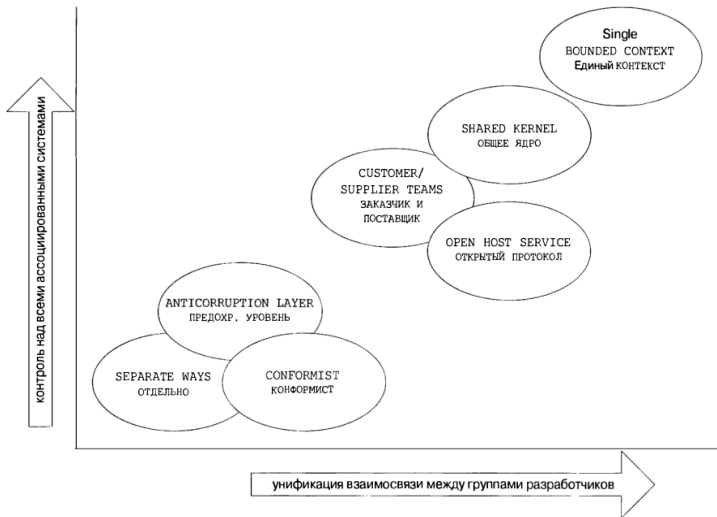 Single
BOUNDED CONTEXT
Единый КОНТЕКСТ
SHARED KERNEL
ОБЩЕЕ ЯДРО
CUSTOMER/
SUPPLIER TEAMS
ЗАКАЗЧИК И
ПОСТАВЩИК
OPEN HOST SERVICE
ОТКРЫТЫЙ ПРОТОКОЛ
ANTICORRUPTION LAYER
ПРЕДОХР. УРОВЕНЬ
SEPARATE WAYS
ОТДЕЛЬНО
CONFORMIST
КОНФОРМИСТ
контроль над всеми ассоциированными системами
унификация взаимосвязи между группами разработчиков